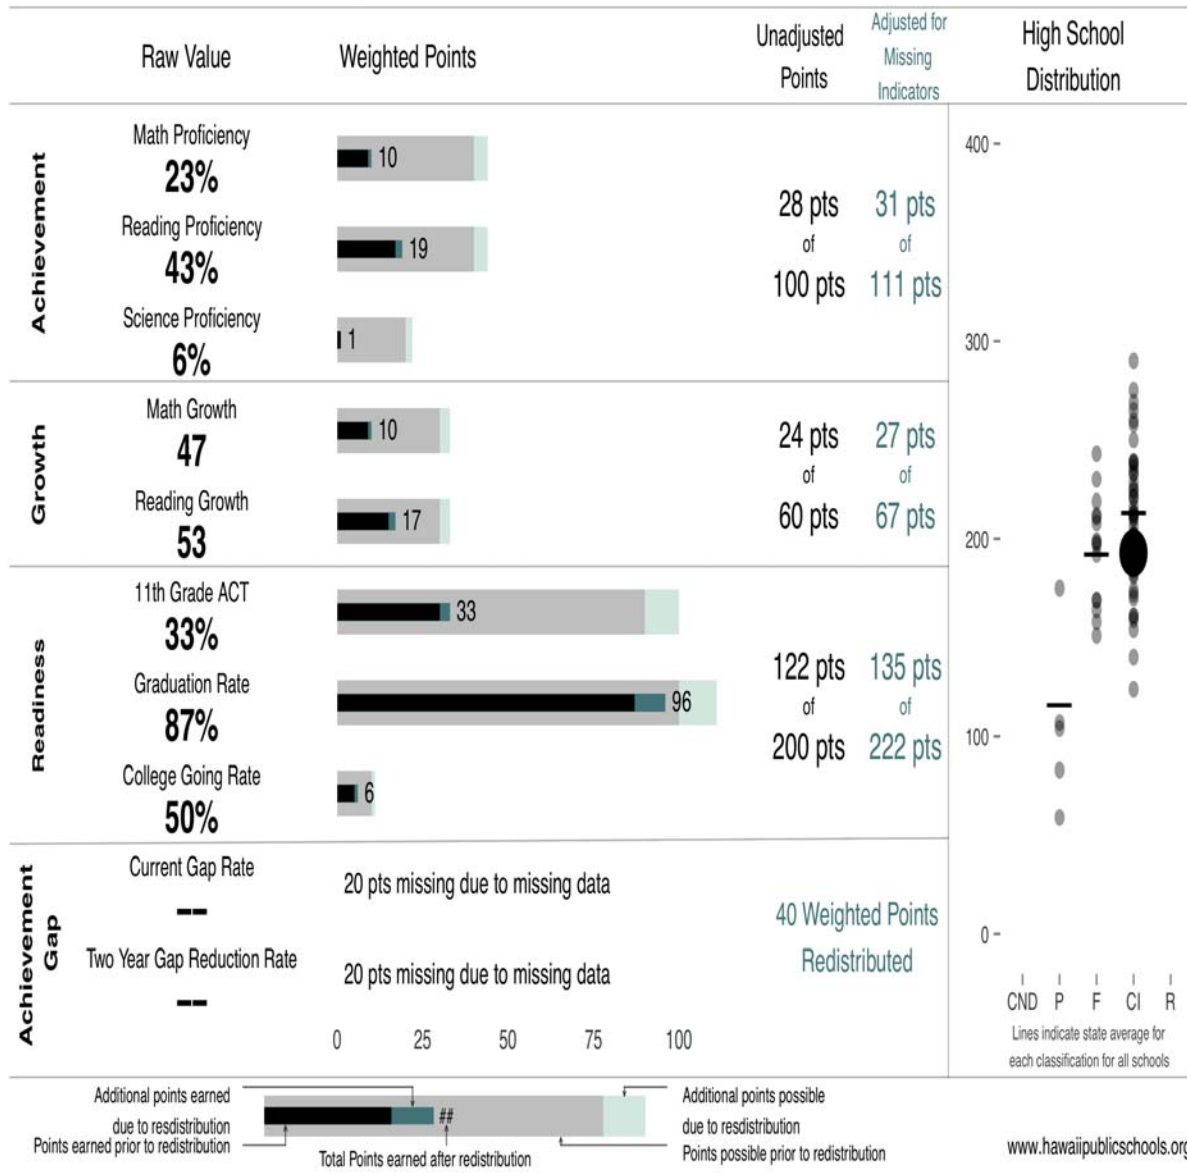 Raw Value
Weighted Points
Unadjusted
Points
Adjusted for
Missing
Indicators
High School
Distribution
Achievement
Math Proficiency
23%
10
Reading Proficiency
43%
19
Science Proficiency
6%
1
28 pts
of
100 pts
31 pts
of
111 pts
Growth
Math Growth
47
10
Reading Growth
53
17
24 pts
of
60 pts
27 pts
of
67 pts
Readiness
11th Grade ACT
33%
33
Graduation Rate
87%
96
College Going Rate
50%
6
122 pts
of
200 pts
135 pts
of
222 pts
Achievement
Gap
Current Gap Rate
--
20 pts missing due to missing data
Two Year Gap Reduction Rate
--
20 pts missing due to missing data
40 Weighted Points
Redistributed
0 25 50 75 100
400
300
200
100
0
CND P F CI R
Lines indicate state average for
each classification for all schools
Additional points earned
due to resdistribution
Points earned prior to redistribution
##
Total Points earned after redistribution
Additional points possible
due to resdistribution
Points possible prior to redistribution
www.hawaiipublicschools.org